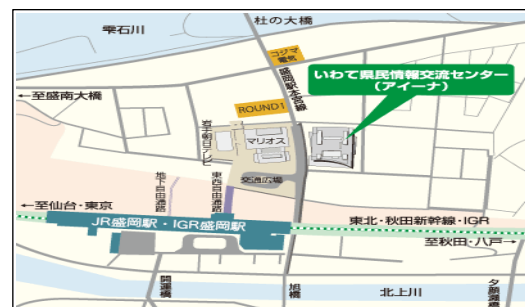 雫石川
杜の大橋
コジマ
電気
盛岡駅本宮線
いわて県民情報交流センター
(アイーナ)
←至盛南大橋
ROUND1
岩手朝日テレビ
マリオス
交通広場
地下自由通路
東西自由通路
←至仙台・東京
JR盛岡駅・IGR盛岡駅
東北・秋田新幹線・IGR
→至秋田・八戸
開運橋
旭橋
北上川
夕顔瀬橋